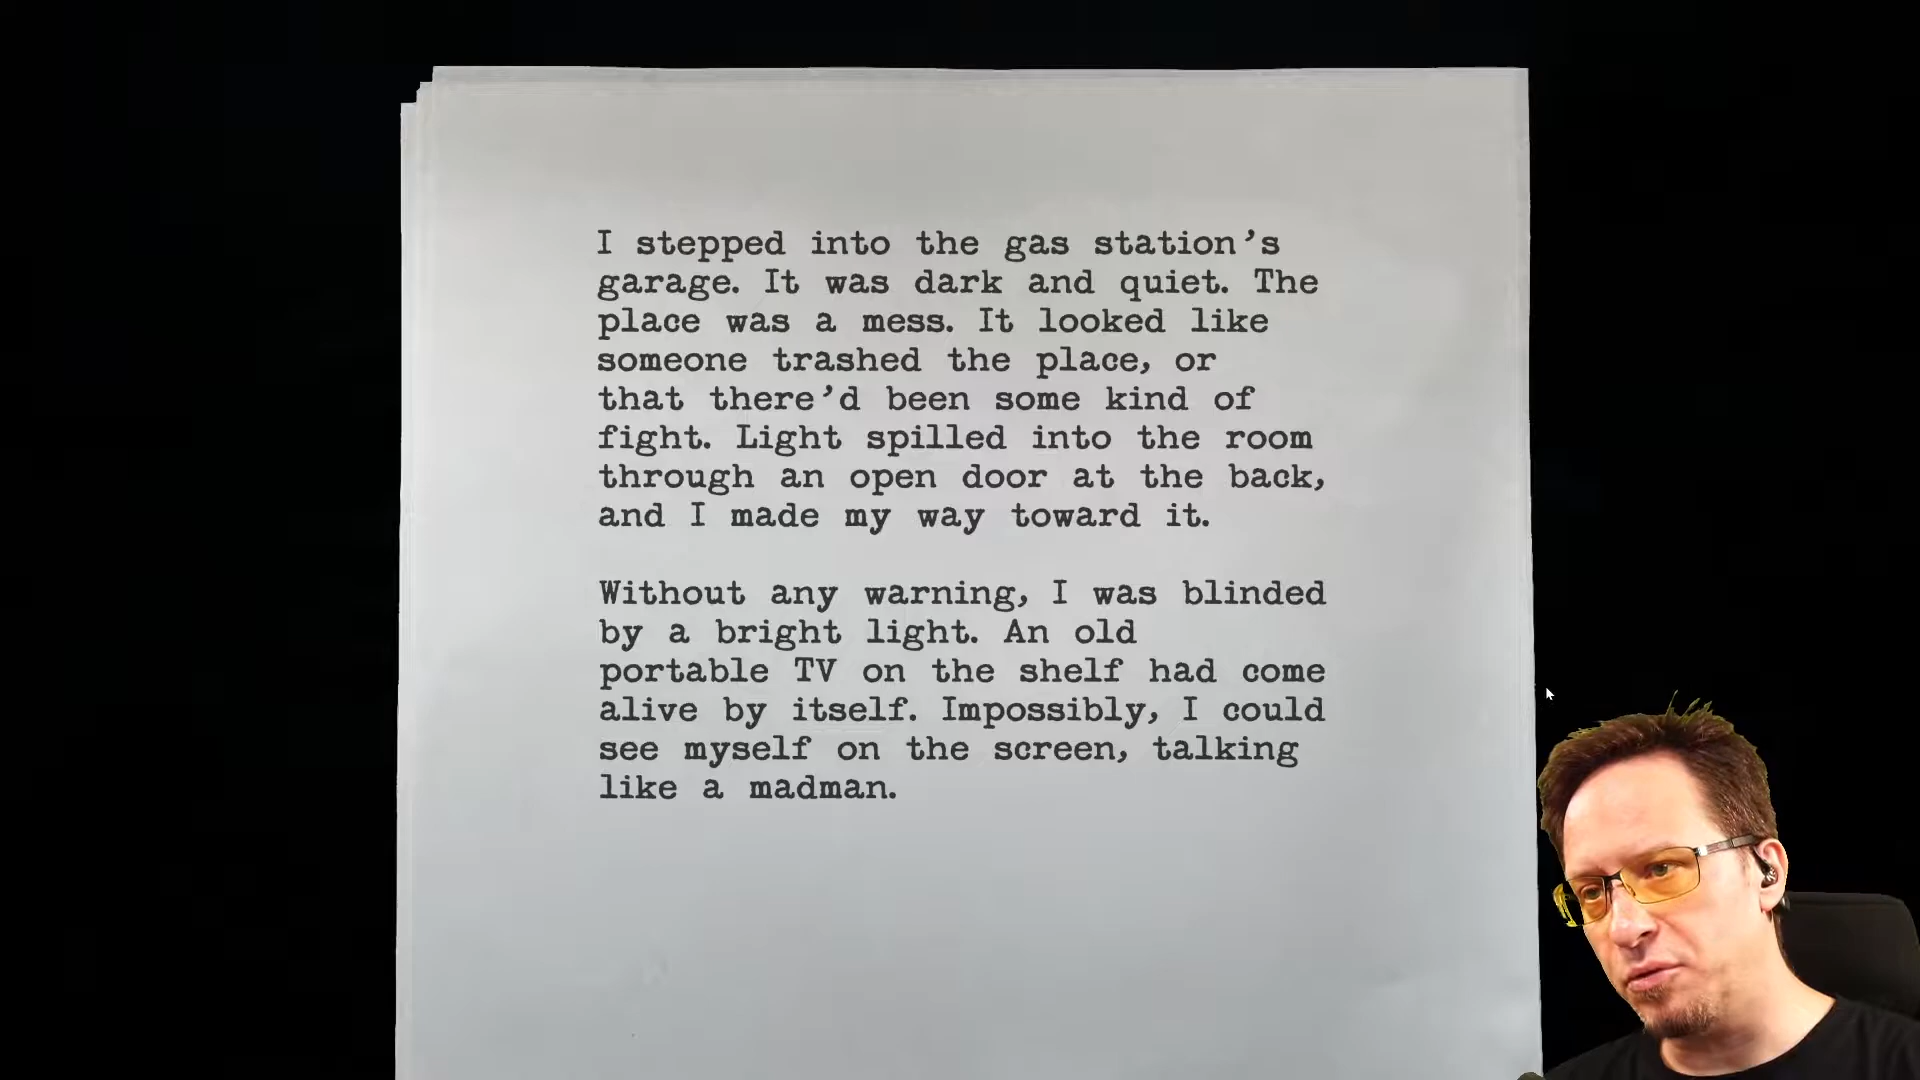 I stepped into the gas station’s
garage. It was dark and quiet. The
place was a mess. It looked like
someone trashed the place, or
that there’d been some kind of
fight. Light spilled into the room
through an open door at the back,
and I made my way toward it.
Without any warning, I was blinded
by a bright light. An old
portable TV on the shelf had come
alive by itself. Impossibly, I could
see myself on the screen, talking
like a madman.